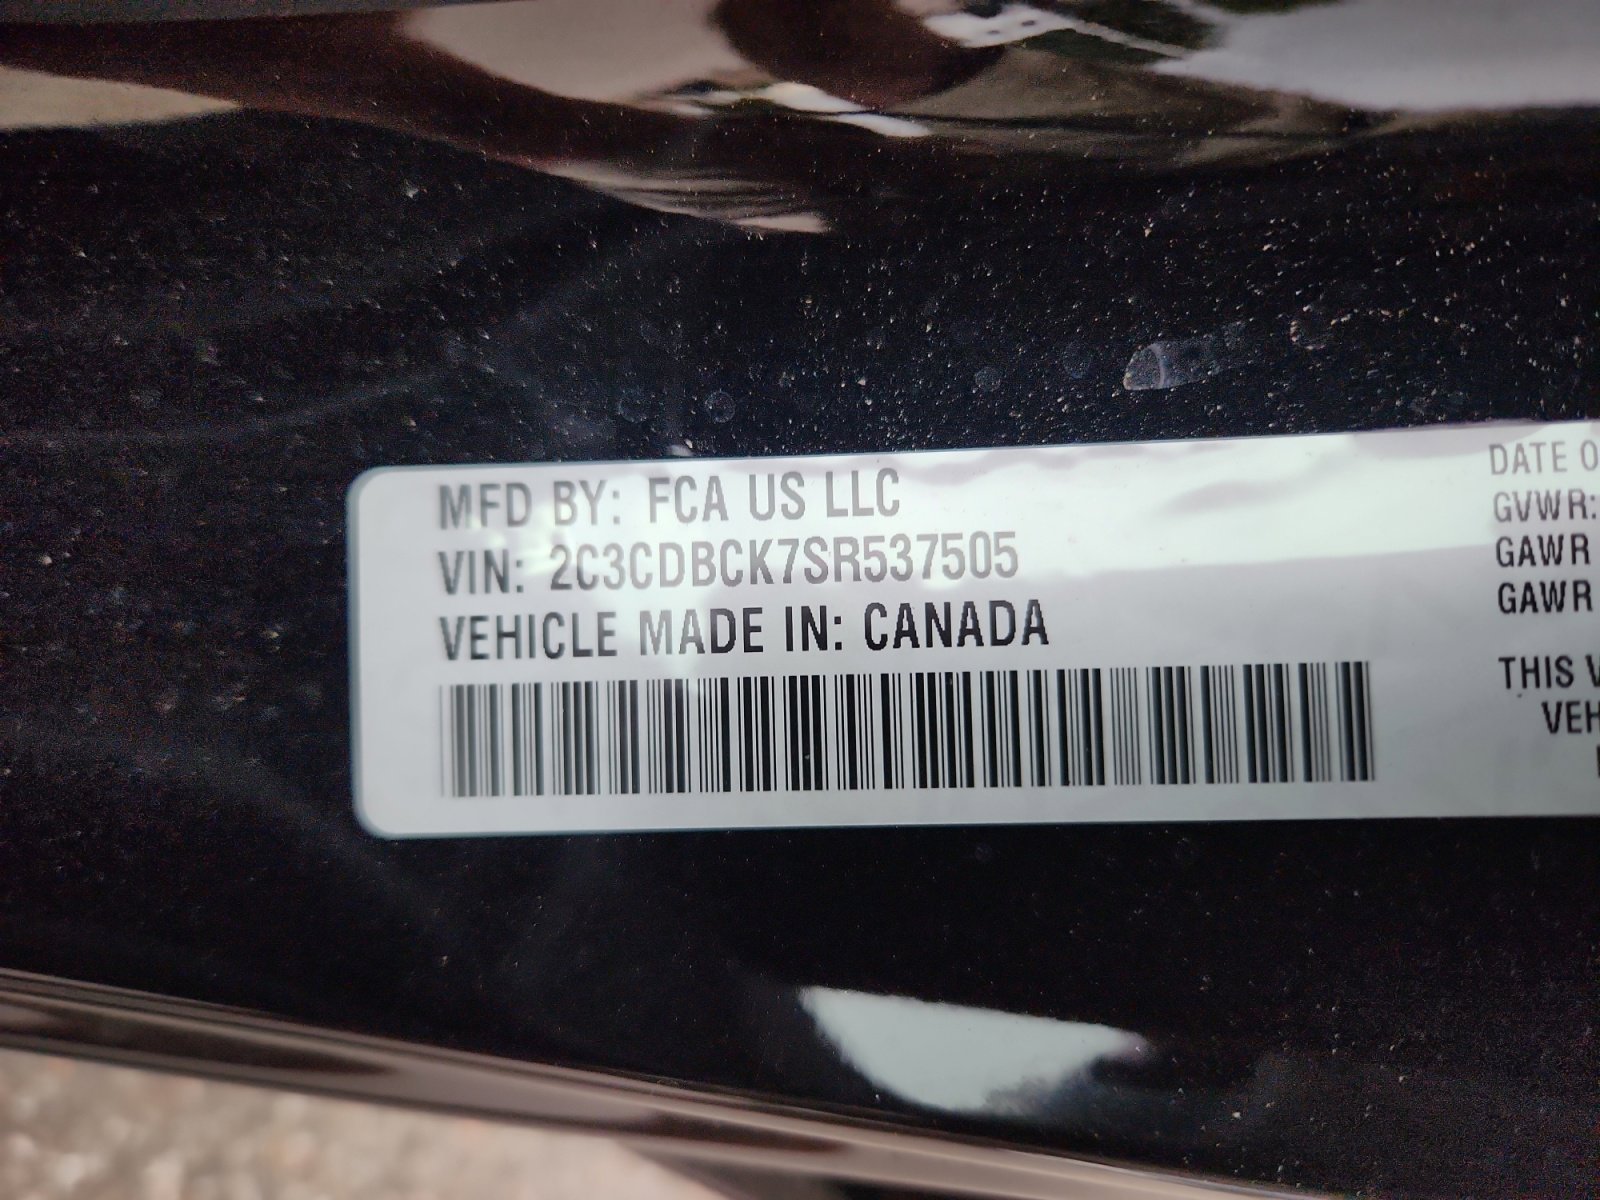 MFD BY: FCA US LLC
VIN: 2C3CDBCK7SR537505
VEHICLE MADE IN: CANADA
DATE O
GVWR:
GAWR
GAWR
THIS V
VEH